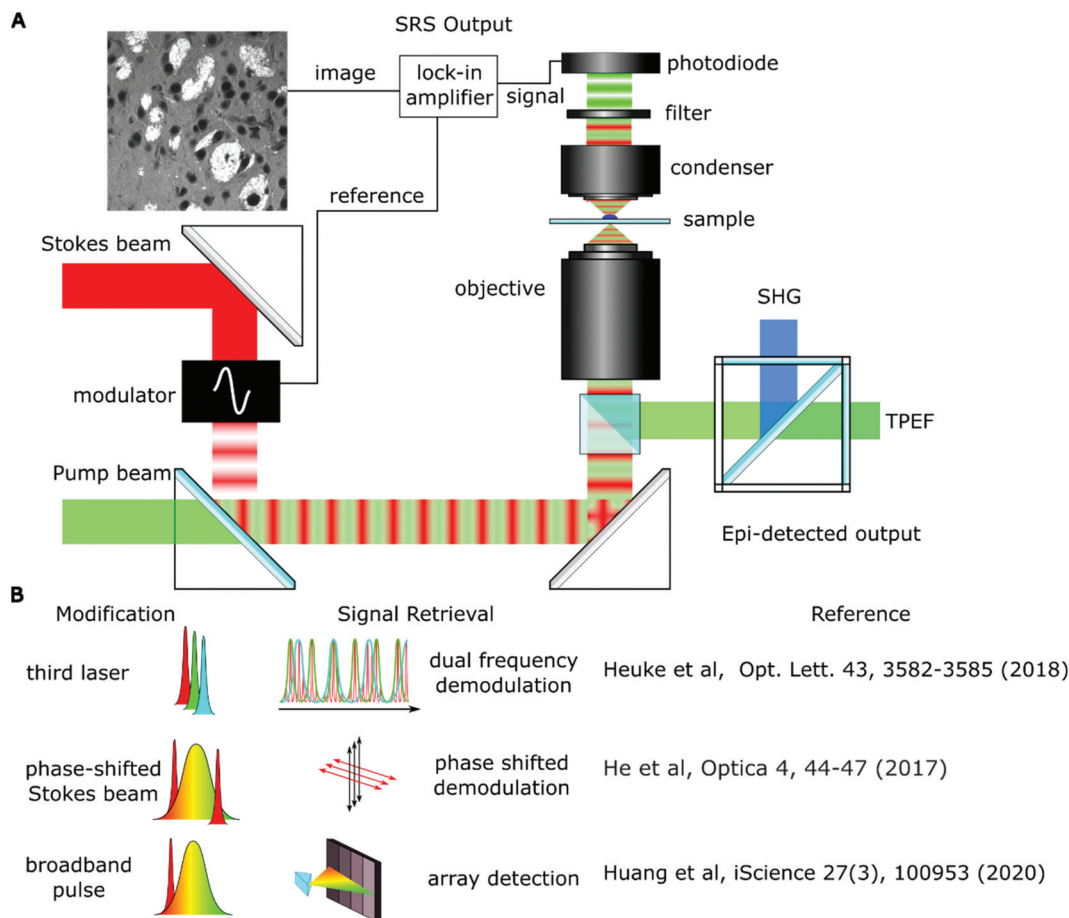 A
SRS Output
image
lock-in
amplifier
signal
photodiode
filter
condenser
sample
reference
Stokes beam
objective
SHG
modulator
TPEF
Pump beam
Epi-detected output
B
Modification
Signal Retrieval
Reference
third laser
dual frequency
demodulation
Heuke et al, Opt. Lett. 43, 3582-3585 (2018)
phase-shifted
Stokes beam
phase shifted
demodulation
He et al, Optica 4, 44-47 (2017)
broadband
pulse
array detection
Huang et al, iScience 27(3), 100953 (2020)